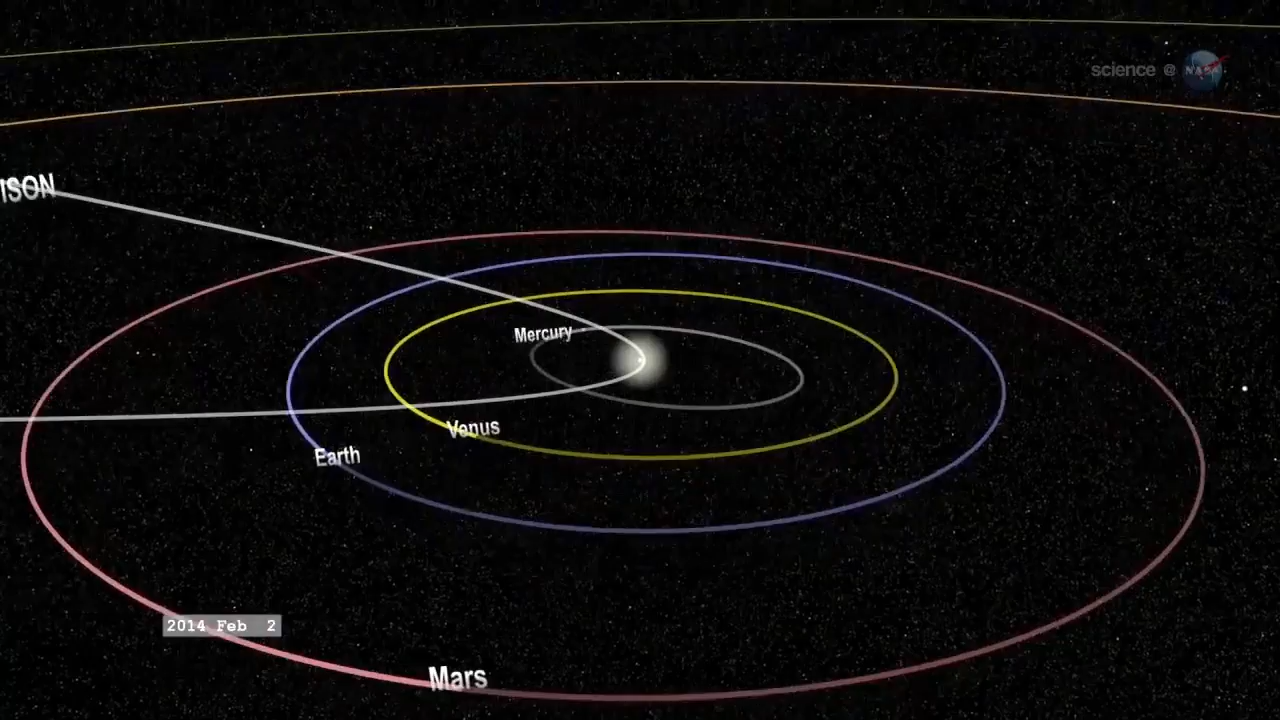 science @ NASA
ISON
Mercury
Venus
Earth
2014 Feb 2
Mars